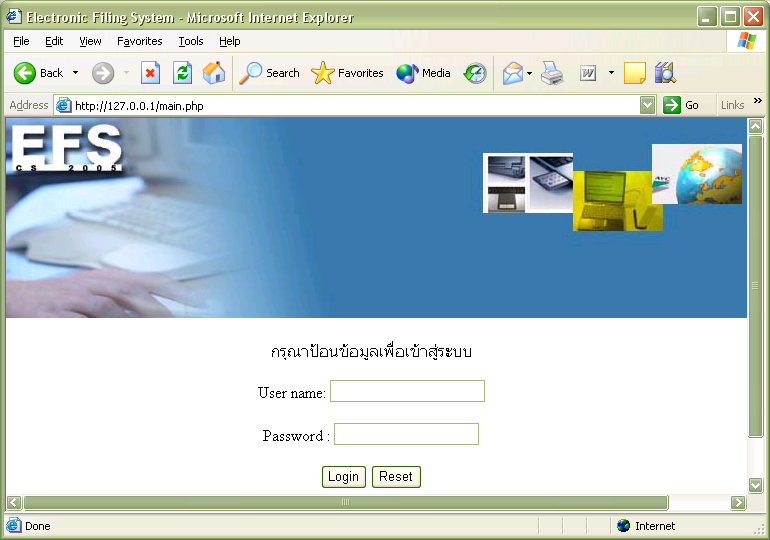 Electronic Filing System - Microsoft Internet Explorer
File Edit View Favorites Tools Help
Back Search Favorites Media
Address http://127.0.0.1/main.php Go Links »
EFS
CS 2005
กรุณาป้อนข้อมูลเพื่อเข้าสู่ระบบ
User name:
Password :
Login Reset
Done Internet